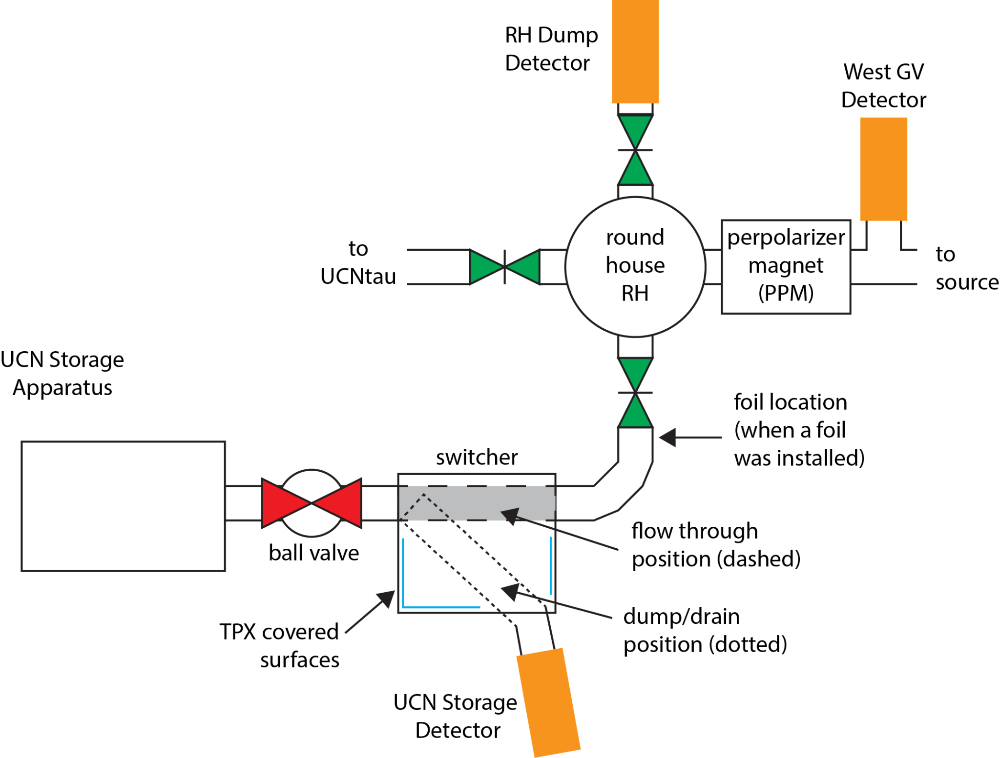 RH Dump
Detector
West GV
Detector
to
UCNtau
round
house
RH
perpolarizer
magnet
(PPM)
to
source
UCN Storage
Apparatus
foil location
(when a foil
was installed)
switcher
ball valve
flow through
position (dashed)
TPX covered
surfaces
dump/drain
position (dotted)
UCN Storage
Detector